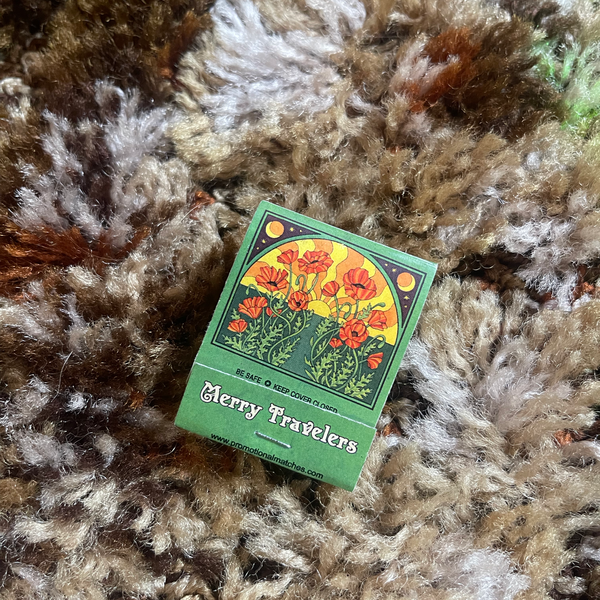 BE SAFE ✪ KEEP COVER CLOSED
Merry Travelers
www.promotionalmatches.com